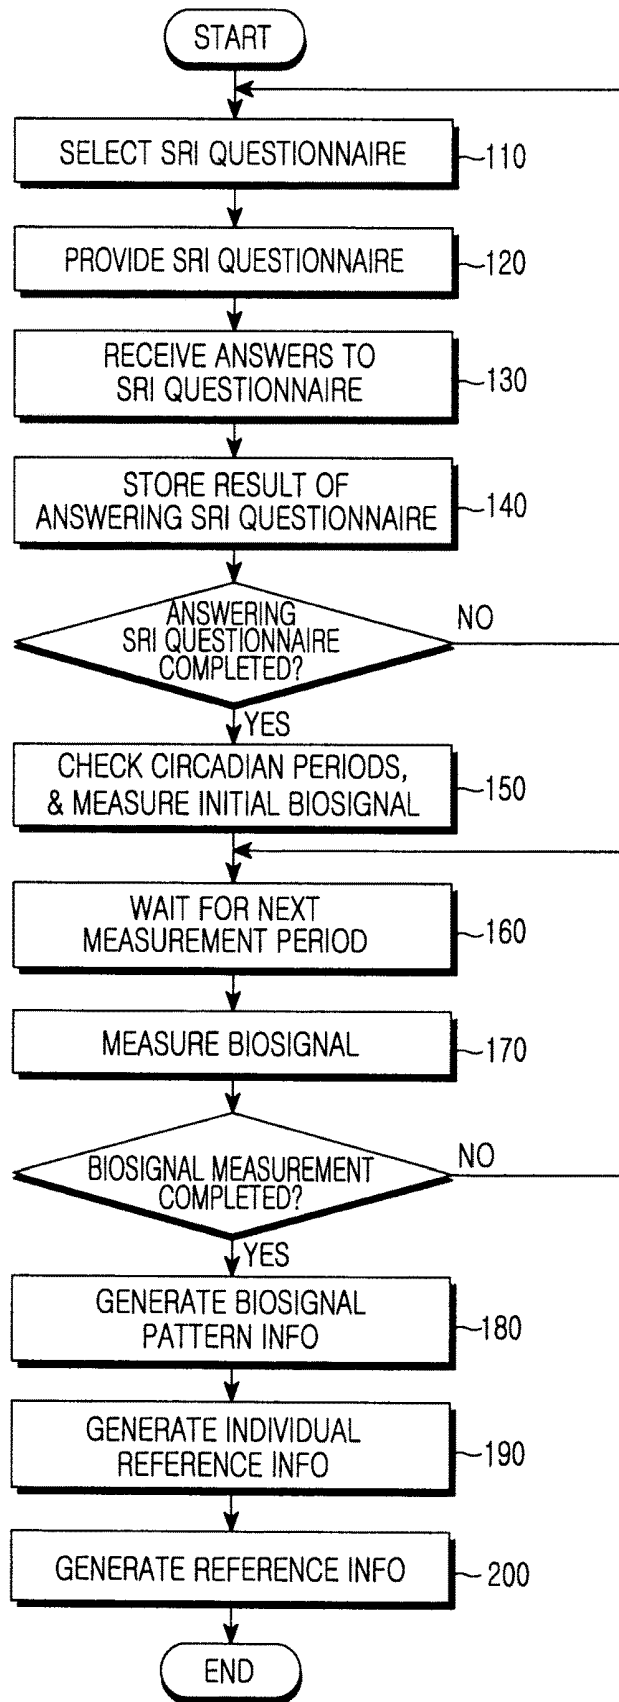 START
SELECT SRI QUESTIONNAIRE
110
PROVIDE SRI QUESTIONNAIRE
120
RECEIVE ANSWERS TO
SRI QUESTIONNAIRE
130
STORE RESULT OF
ANSWERING SRI QUESTIONNAIRE
140
ANSWERING
SRI QUESTIONNAIRE
COMPLETED?
NO
YES
CHECK CIRCADIAN PERIODS,
& MEASURE INITIAL BIOSIGNAL
150
WAIT FOR NEXT
MEASUREMENT PERIOD
160
MEASURE BIOSIGNAL
170
BIOSIGNAL MEASUREMENT
COMPLETED?
NO
YES
GENERATE BIOSIGNAL
PATTERN INFO
180
GENERATE INDIVIDUAL
REFERENCE INFO
190
GENERATE REFERENCE INFO
200
END